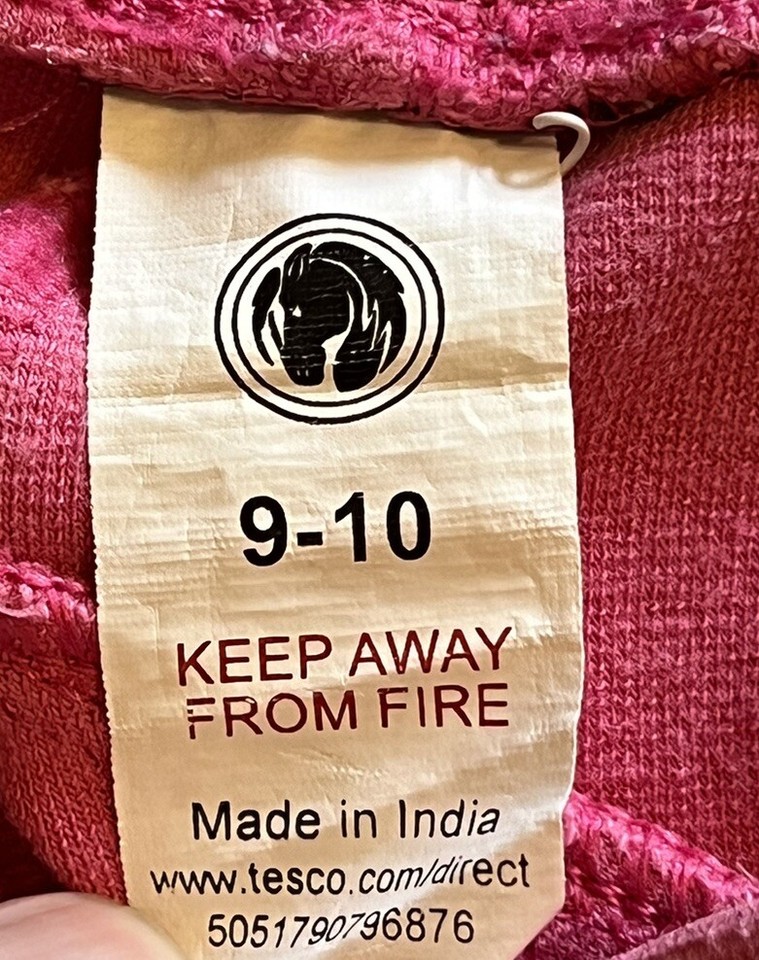 9-10
KEEP AWAY
FROM FIRE
Made in India
www.tesco.com/direct
5051790796876